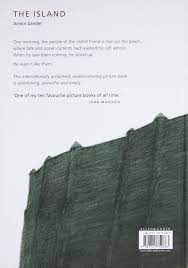 THE ISLAND
Armin Greder
One morning, the people of the island found a man on the beach,
where fate and ocean currents had washed his raft ashore.
When he saw them coming, he stood up.
He wasn't like them.
This internationally acclaimed, award-winning picture book
is astonishing, powerful and timely.
'One of my ten favourite picture books of all time.'
JOHN MARSDEN
ALLEN&UNWIN